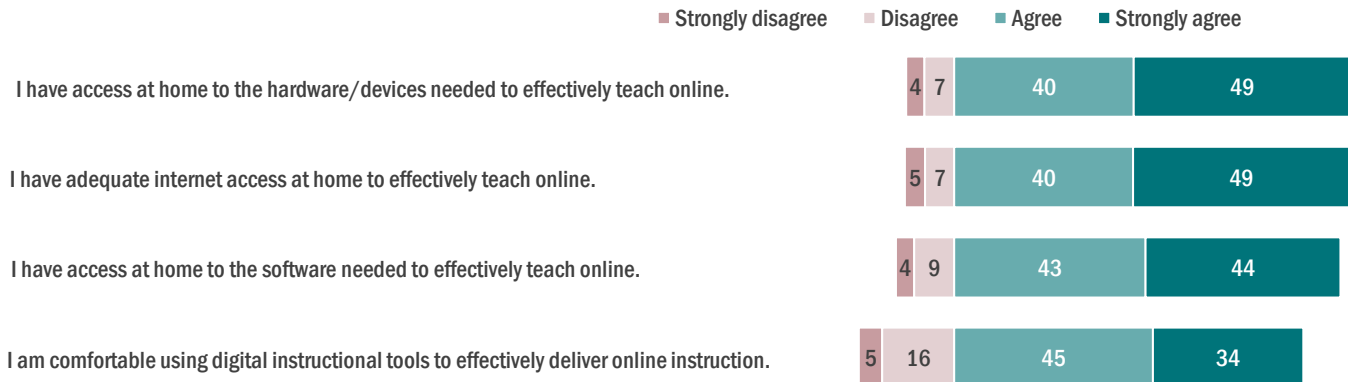 Strongly disagree Disagree Agree Strongly agree
I have access at home to the hardware/devices needed to effectively teach online. 4 7 40 49
I have adequate internet access at home to effectively teach online. 5 7 40 49
I have access at home to the software needed to effectively teach online. 4 9 43 44
I am comfortable using digital instructional tools to effectively deliver online instruction. 5 16 45 34